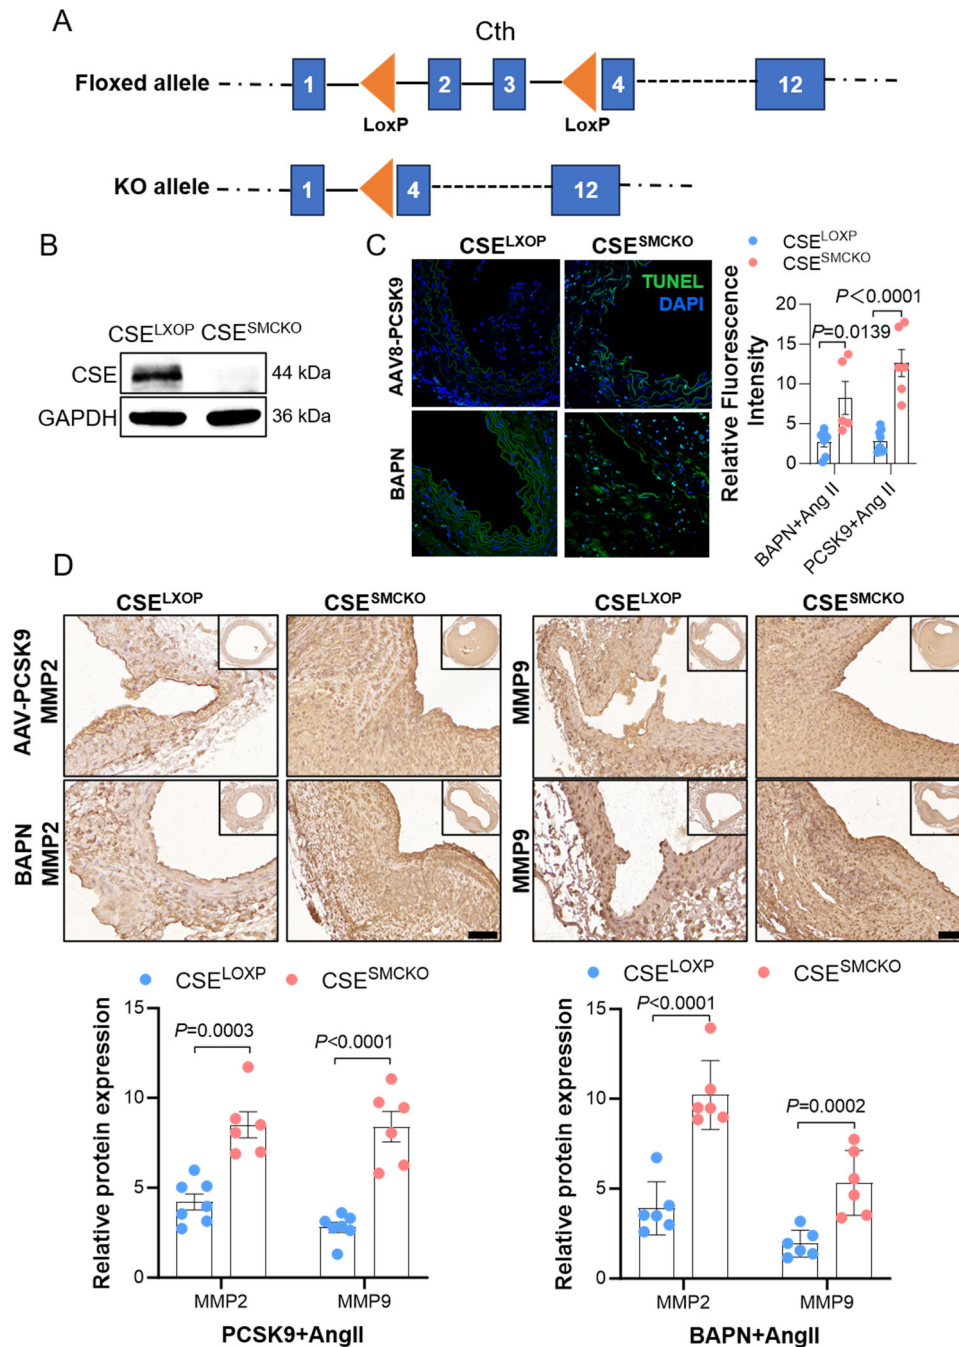 A
Cth
Floxed allele
1
2
3
4
12
LoxP
LoxP
KO allele
1
4
12
B
CSELXOP CSESMCKO
CSE
44 kDa
GAPDH
36 kDa
C
CSELXOP
CSESMCKO
AAV8-PCSK9
BAPN
TUNEL
DAPI
CSELOXP
CSESMCKO
Relative Fluorescence
Intensity
20
15
10
5
0
P<0.0001
P=0.0139
BAPN+Ang II
PCSK9+Ang II
D
CSELXOP
CSESMCKO
CSELXOP
CSESMCKO
AAV-PCSK9
MMP2
MMP9
BAPN
MMP2
MMP9
CSELOXP
CSESMCKO
Relative protein expression
15
10
5
0
P=0.0003
P<0.0001
MMP2
MMP9
PCSK9+AngII
CSELOXP
CSESMCKO
Relative protein expression
15
10
5
0
P<0.0001
P=0.0002
MMP2
MMP9
BAPN+AngII